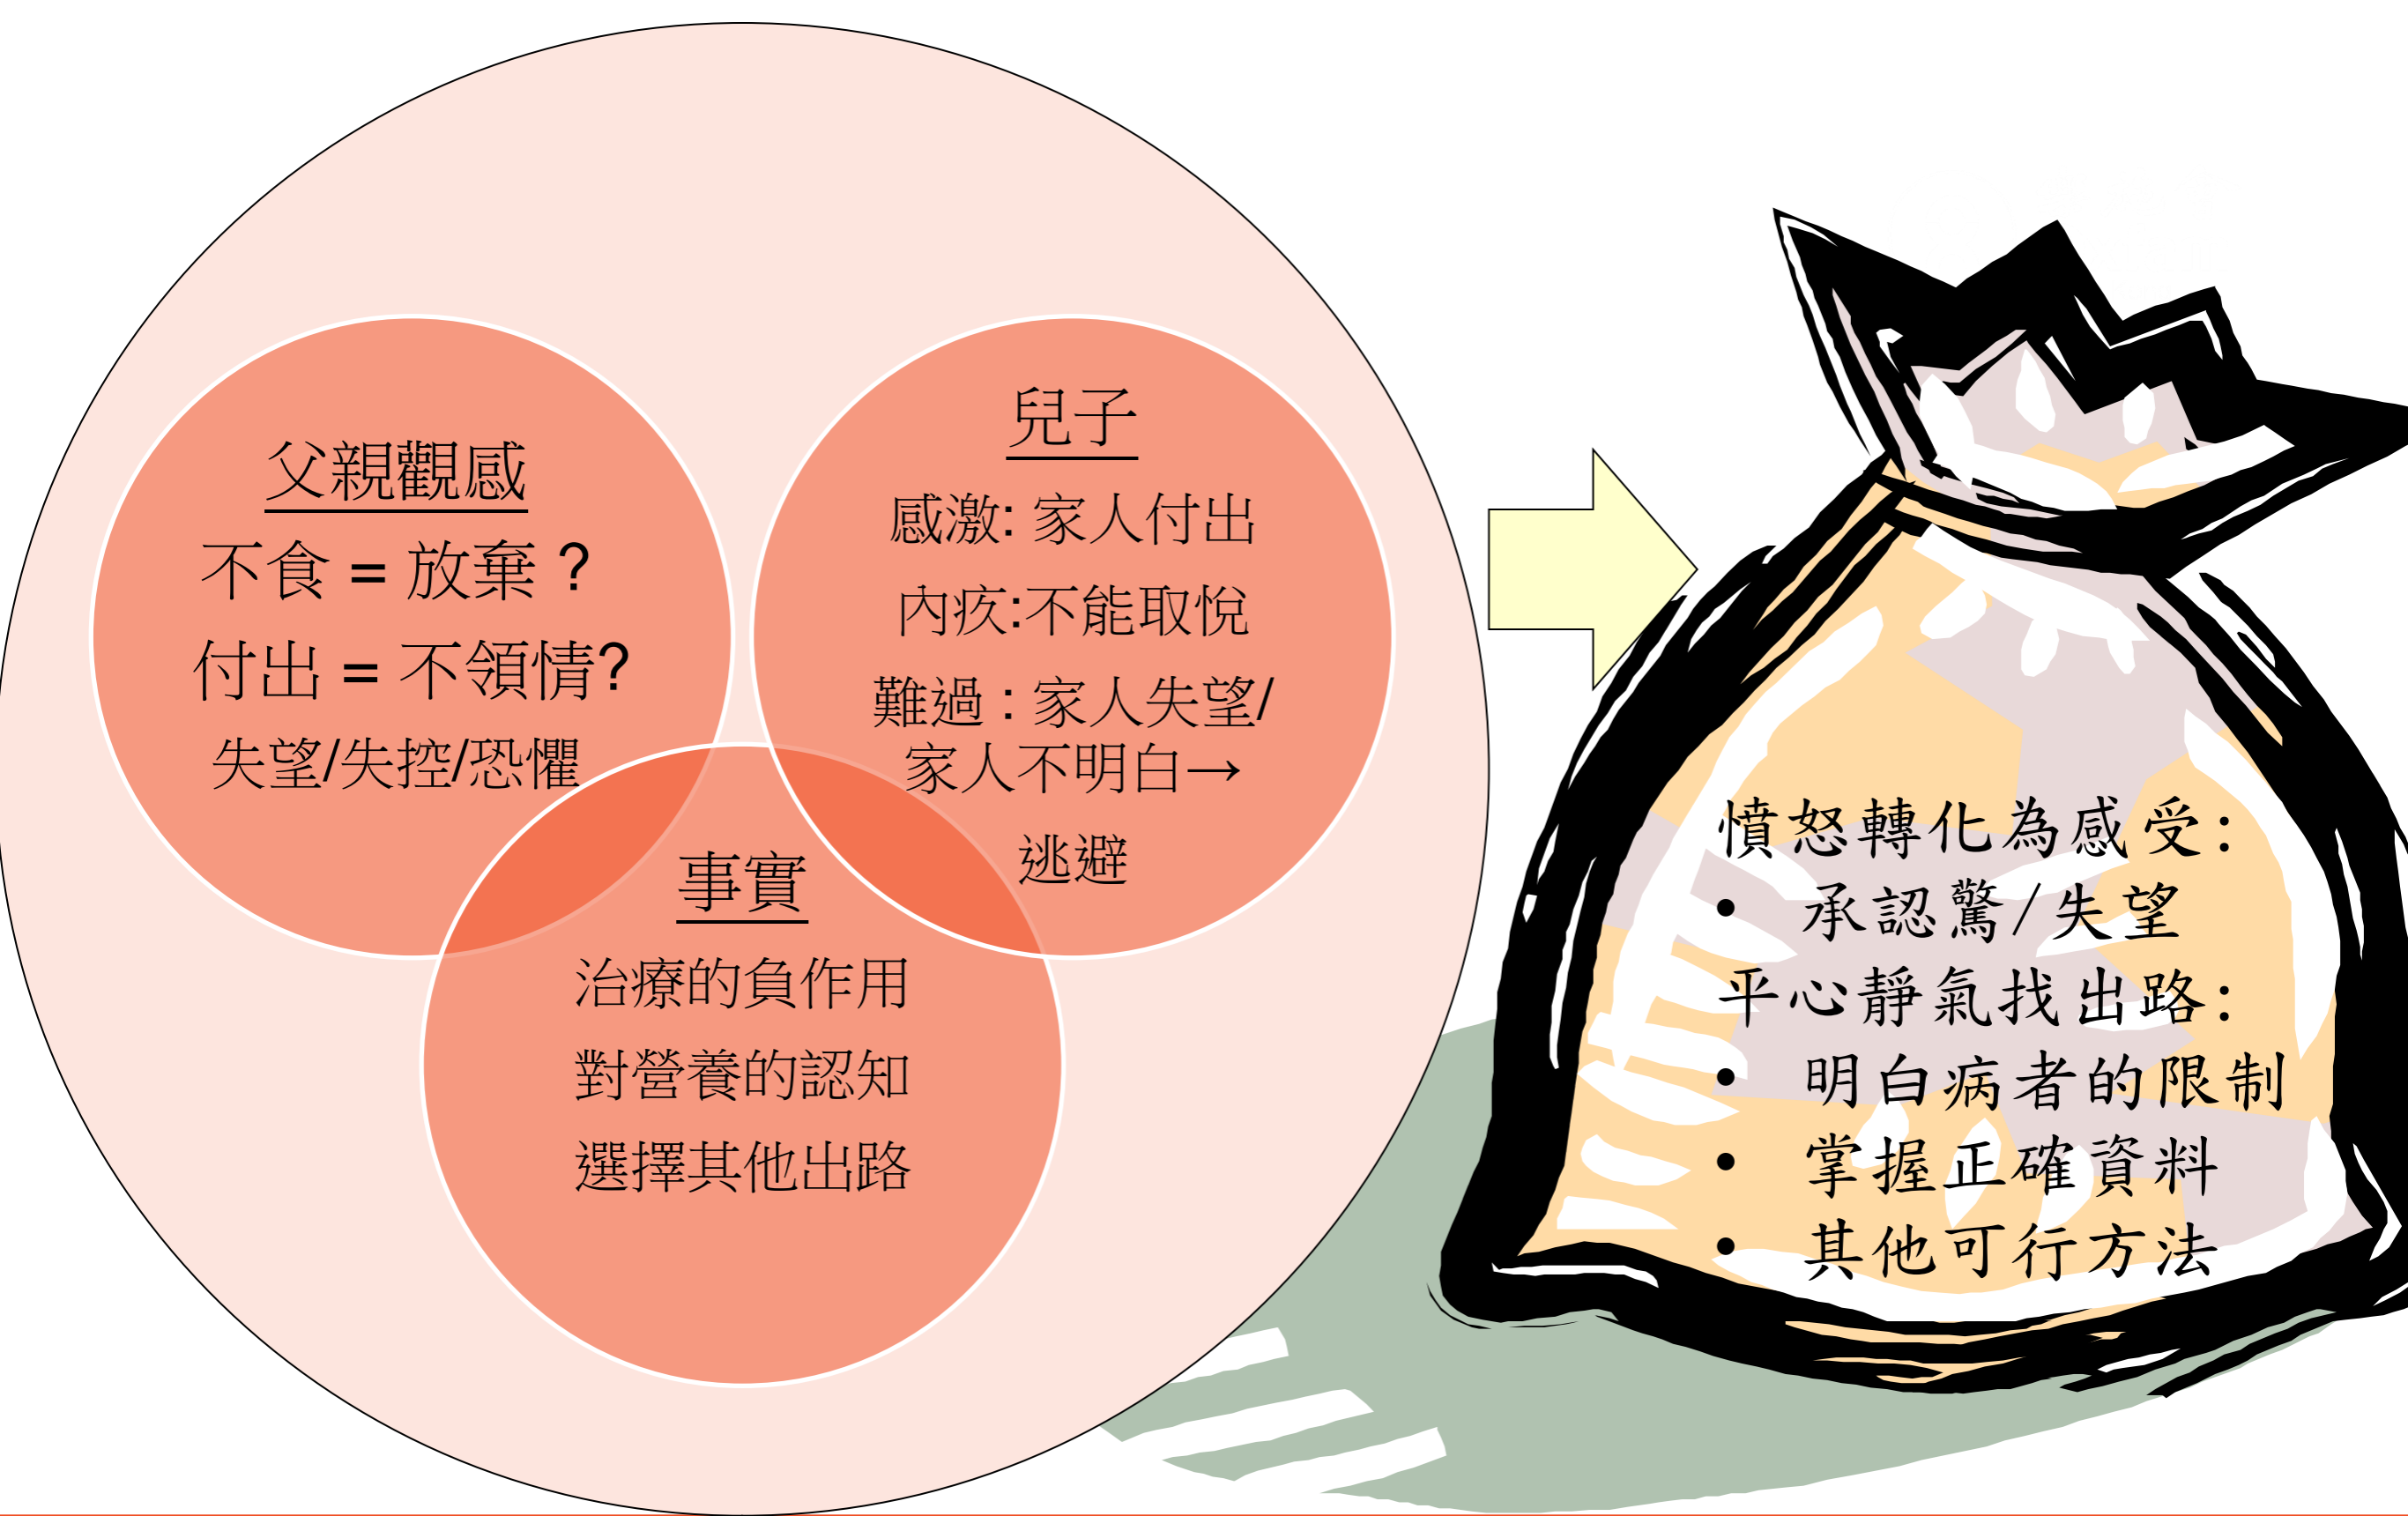 父親觀感
不食 = 放棄 ?
付出 = 不領情?
失望/失控/恐懼
兒子
感激: 家人付出
內疚:不能取悅
難過 : 家人失望/
家人不明白→
逃避
事實
治療的負作用
對營養的認知
選擇其他出路
憤怒轉化為感受:
• 承認驚/失望
平心靜氣找出路:
• 明白病者的限制
• 掌握正確資料
• 其他可行方法